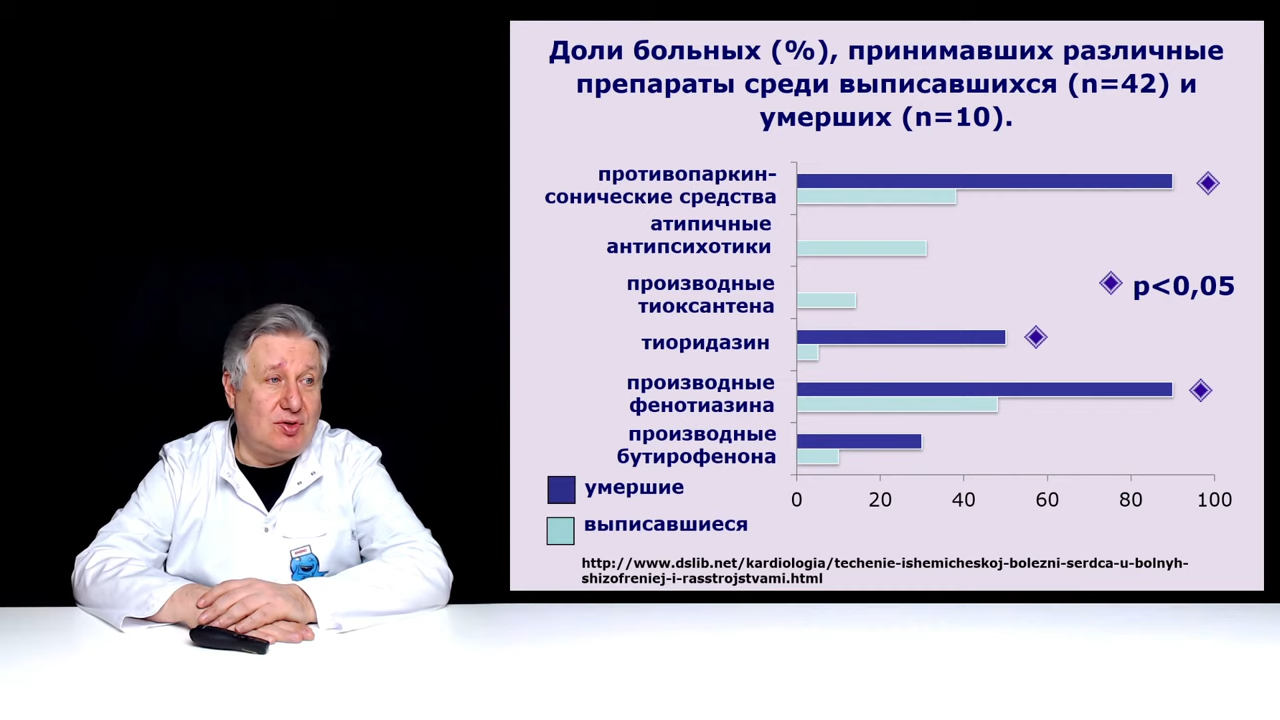 Доли больных (%), принимавших различные
препараты среди выписавшихся (n=42) и
умерших (n=10).
противопаркин-
сонические средства
атипичные
антипсихотики
производные
тиоксантена
p<0,05
тиоридазин
производные
фенотиазина
производные
бутирофенона
0 20 40 60 80 100
умершие
выписавшиеся
http://www.dslib.net/kardiologia/techenie-ishemicheskoj-bolezni-serdca-u-bolnyh-
shizofreniej-i-rasstrojstvami.html